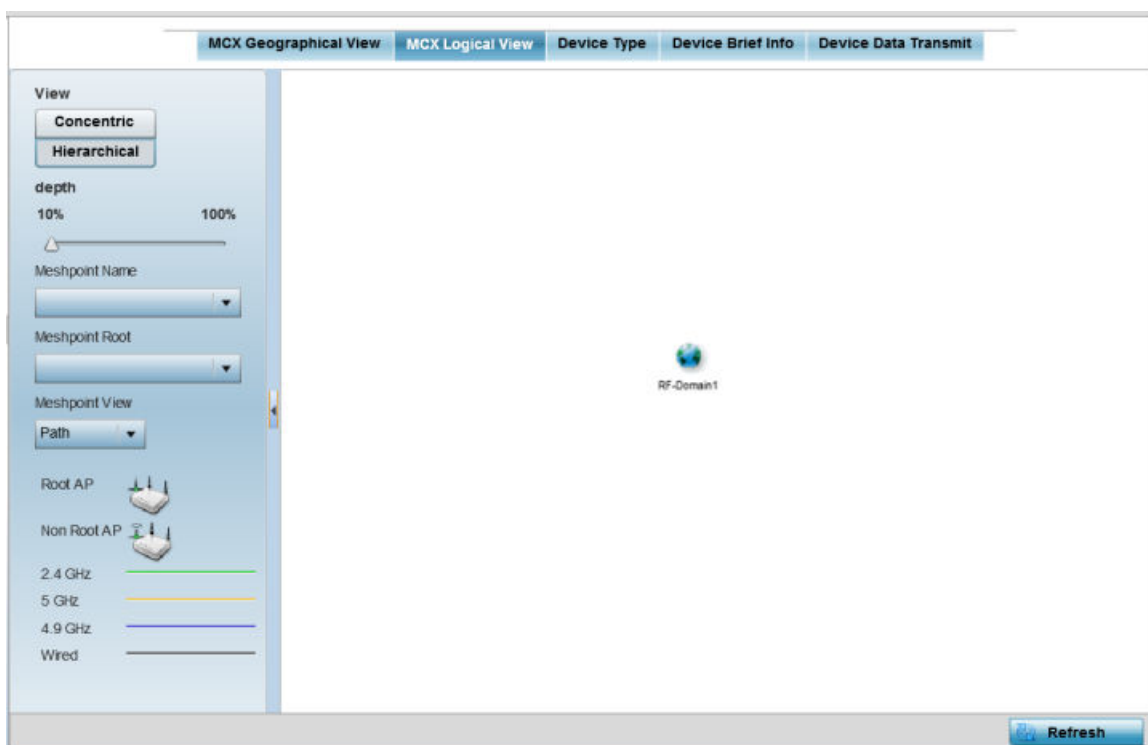 MCX Geographical View
MCX Logical View
Device Type
Device Brief Info
Device Data Transmit
View
Concentric
Hierarchical
depth
10% 100%
Meshpoint Name
Meshpoint Root
Meshpoint View
Path
Root AP
Non Root AP
2.4 GHz
5 GHz
4.9 GHz
Wired
RF-Domain1
Refresh